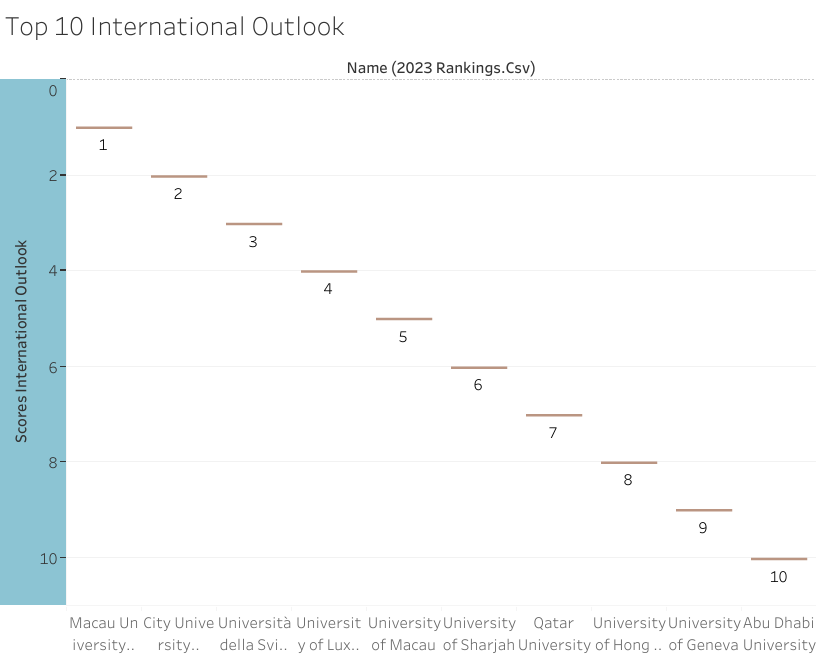 Top 10 International Outlook
Name (2023 Rankings.Csv)
Scores International Outlook
0
2
4
6
8
10
1
2
3
4
5
6
7
8
9
10
Macau Un
iversity..
City Unive
rsity..
Università
della Svi..
Universit
y of Lux..
University
of Macau
University
of Sharjah
Qatar
University
University
of Hong ..
University
of Geneva
Abu Dhabi
University